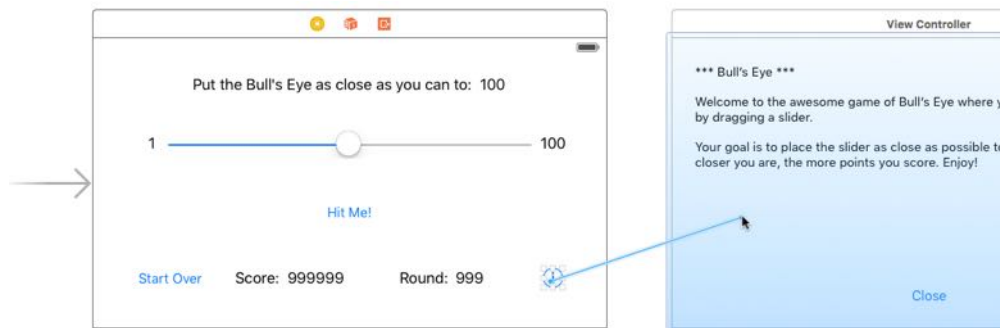 View Controller
Put the Bull's Eye as close as you can to: 100
1 100
Hit Me!
Start Over Score: 999999 Round: 999
*** Bull's Eye ***
Welcome to the awesome game of Bull's Eye where
by dragging a slider.
Your goal is to place the slider as close as possible
closer you are, the more points you score. Enjoy!
Close